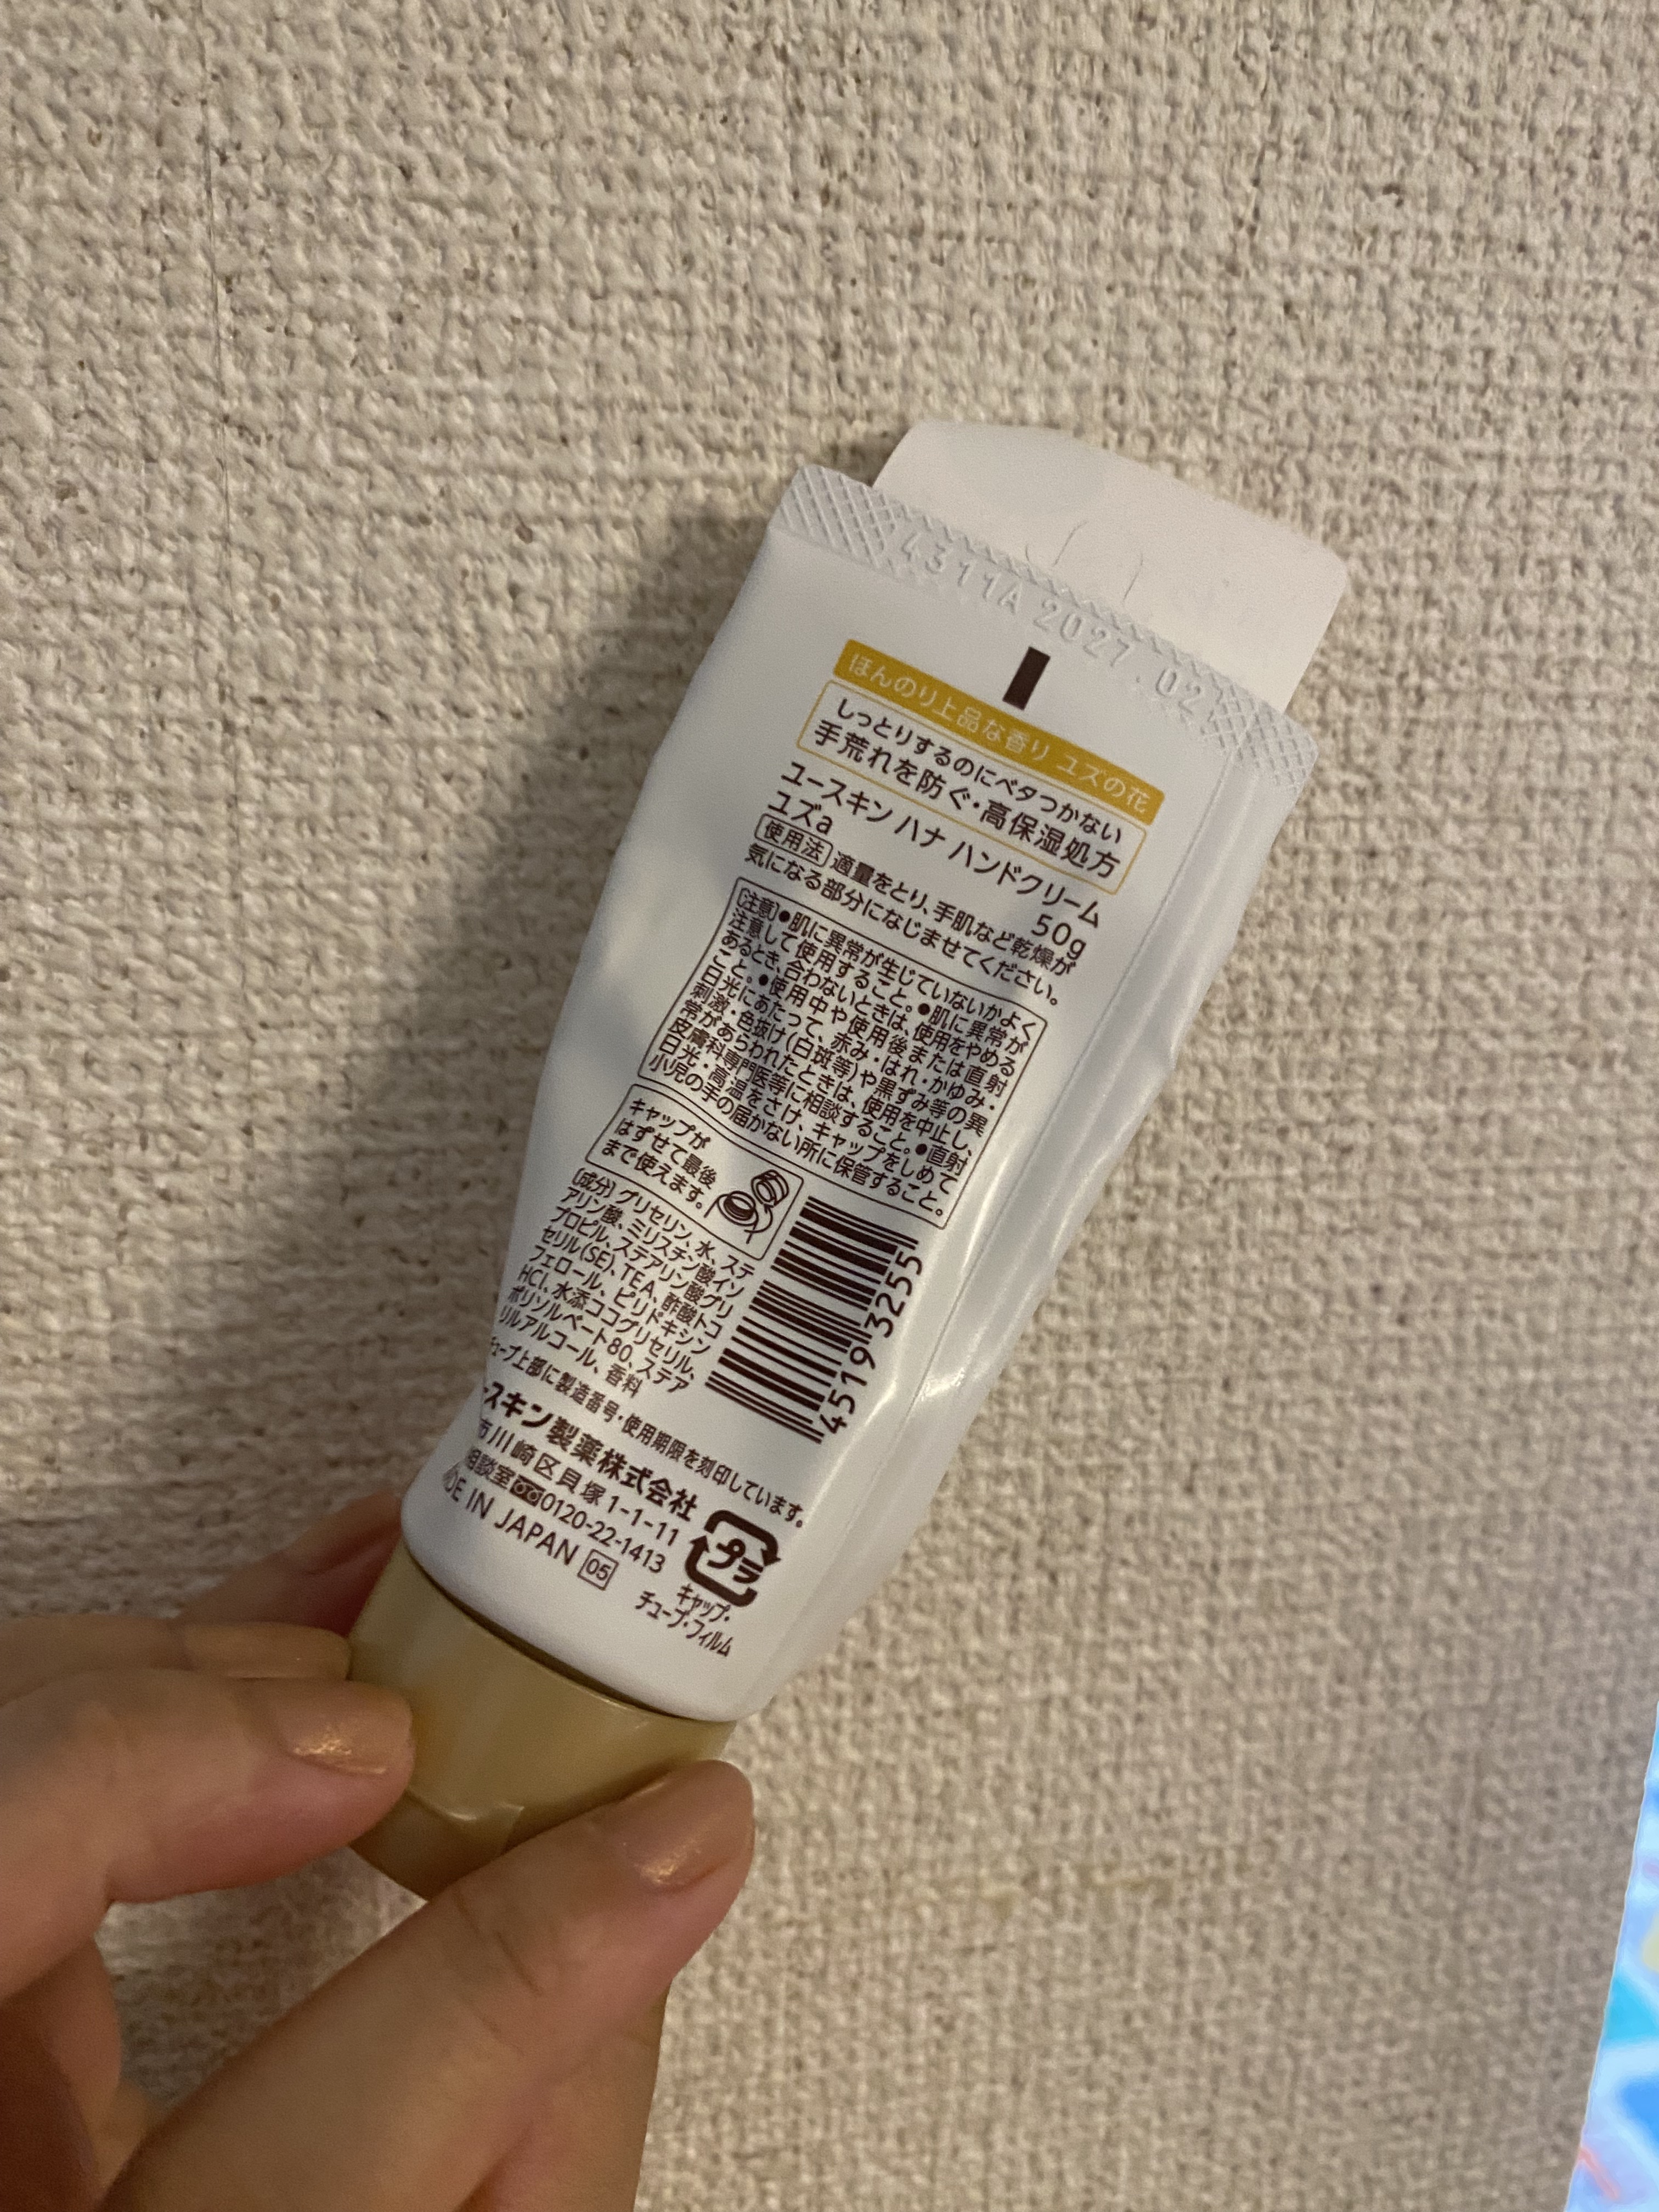 4311A 2027.02
ほんのり上品な香り ユズの花
しっとりするのにベタつかない
手荒れを防ぐ・高保湿処方
ユースキン ハナ ハンドクリーム
ユズa
50g
使用法 適量をとり、手肌など乾燥が
気になる部分になじませてください。
〔注意〕●肌に異常が生じていないかよく
注意して使用すること。●肌に異常が
あるとき、合わないときは、使用をやめる
こと。●使用中や使用後または直射
日光にあたって、赤み・はれ・かゆみ・
刺激・色抜け(白斑等)や黒ずみ等の異
常があらわれたときは、使用を中止し、
皮膚科専門医等に相談すること。●直射
日光・高温をさけ、キャップをしめて
小児の手の届かない所に保管すること。
キャップが
はずせて最後
まで使えます。
〔成分〕グリセリン、水、ステ
アリン酸、ミリスチン酸イソ
プロピル、ステアリン酸グリ
セリル(SE)、TEA、酢酸トコ
フェロール、ピリドキシン
HCl、水添ココグリセリル、
ポリソルベート80、ステア
リルアルコール、香料
4519 3255
チューブ上部に製造番号・使用期限を刻印しています。
ースキン製薬株式会社
市川崎区貝塚1-1-11
相談室 0120-22-1413
DE IN JAPAN 05
プラ
キャップ・
チューブ・フィルム